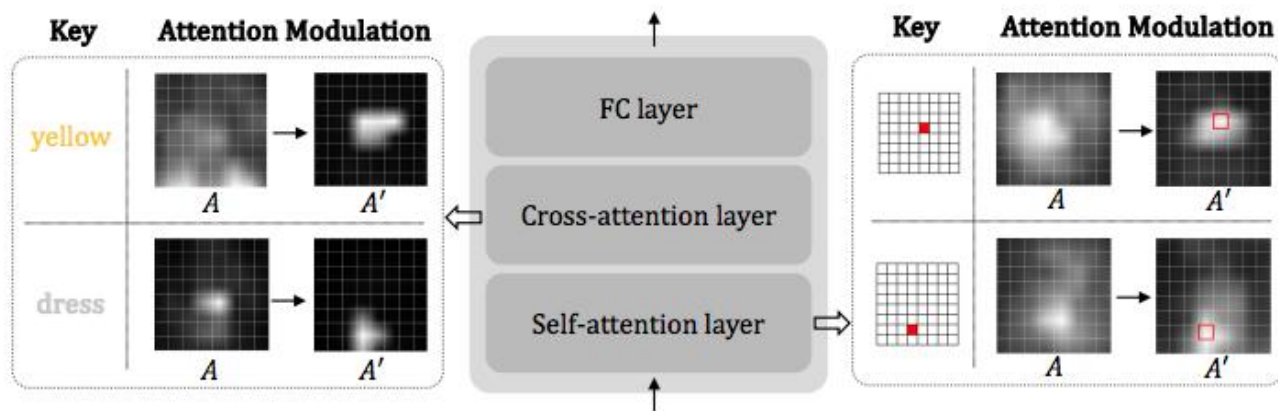 Key Attention Modulation
yellow
A A′
dress
A A′
FC layer
Cross-attention layer
Self-attention layer
Key Attention Modulation
A A′
A A′